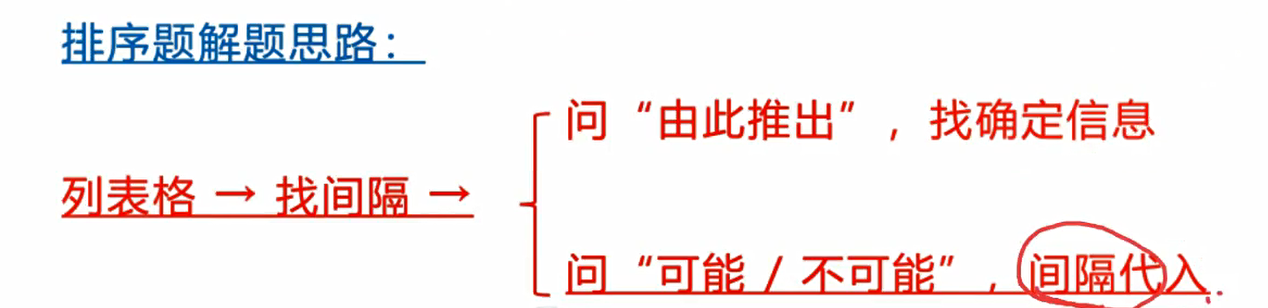 排序题解题思路：
问“由此推出”，找确定信息
列表格 → 找间隔 →
问“可能 / 不可能”，间隔代入